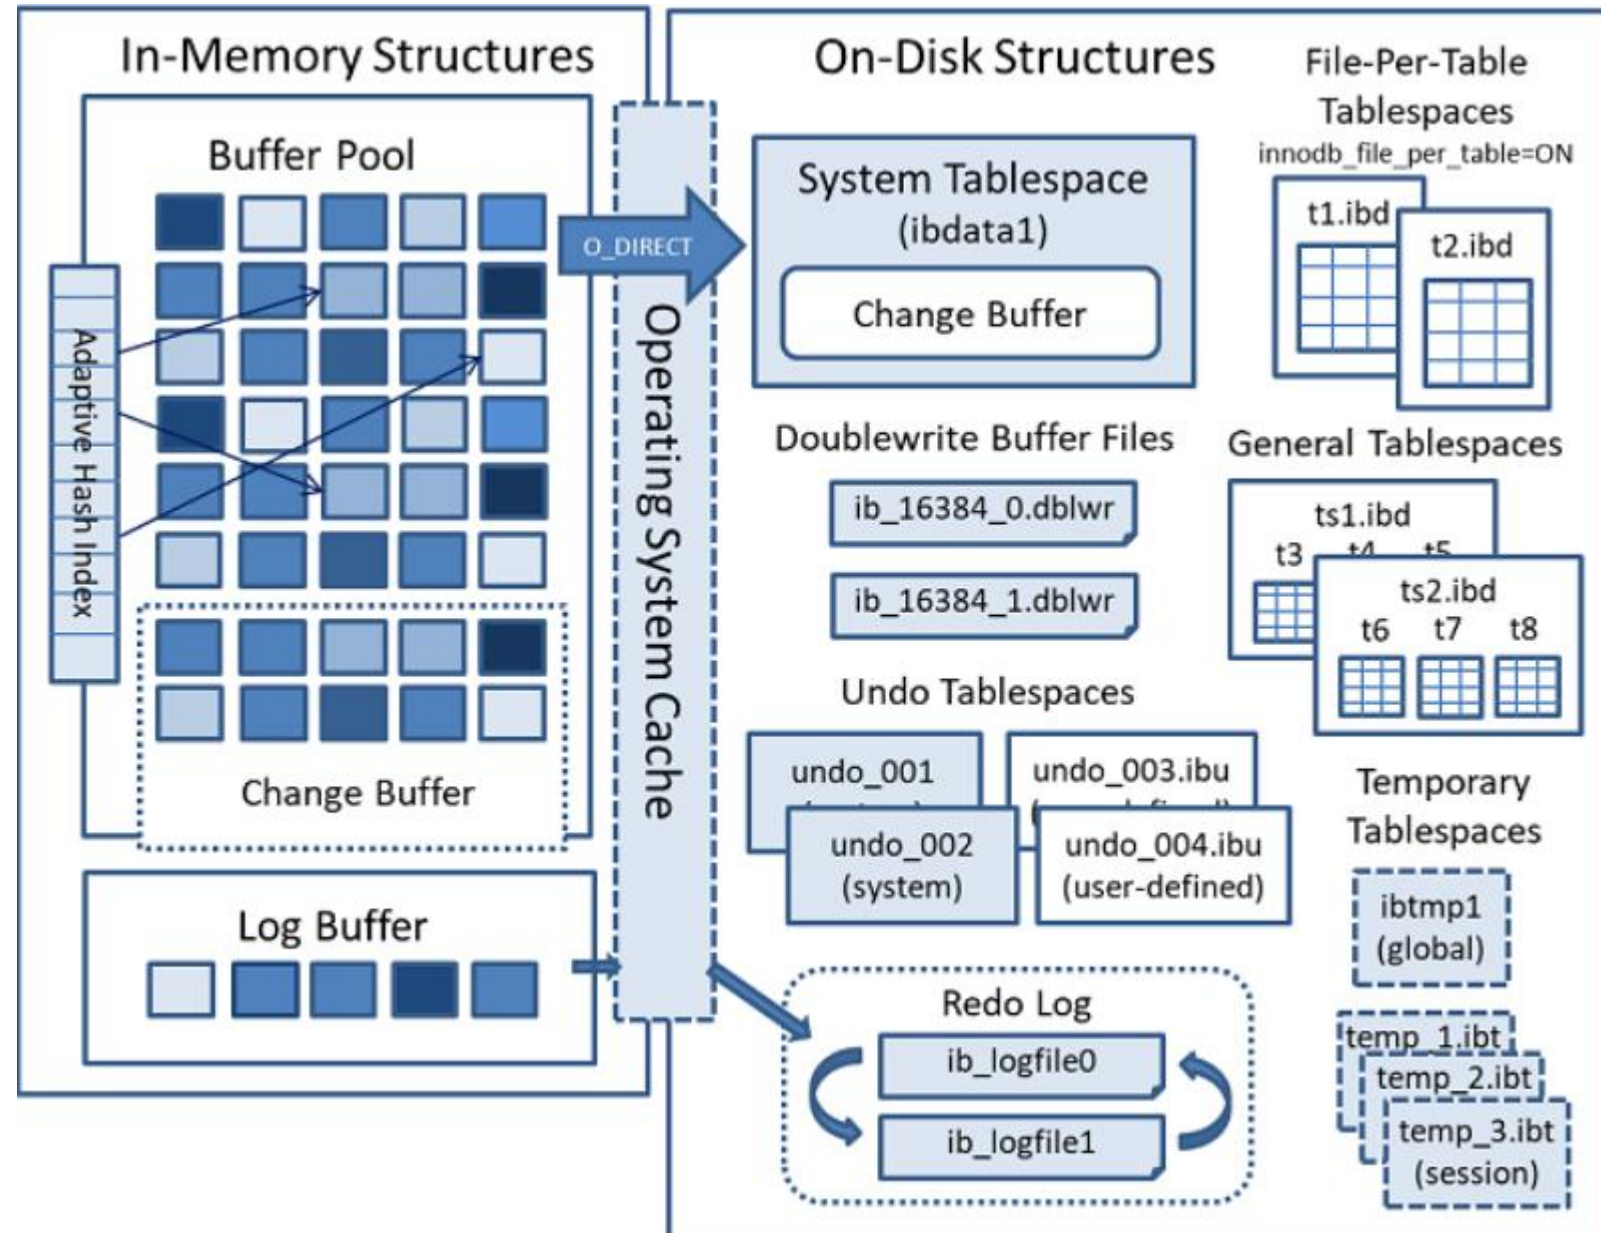 In-Memory Structures
Buffer Pool
Adaptive Hash Index
Change Buffer
Log Buffer
Operating System Cache
O_DIRECT
On-Disk Structures
System Tablespace
(ibdata1)
Change Buffer
Doublewrite Buffer Files
ib_16384_0.dblwr
ib_16384_1.dblwr
Undo Tablespaces
undo_001
undo_002
(system)
undo_003.ibu
undo_004.ibu
(user-defined)
Redo Log
ib_logfile0
ib_logfile1
File-Per-Table
Tablespaces
innodb_file_per_table=ON
t1.ibd
t2.ibd
General Tablespaces
ts1.ibd
t3 t4 t5
ts2.ibd
t6 t7 t8
Temporary
Tablespaces
ibtmp1
(global)
temp_1.ibt
temp_2.ibt
temp_3.ibt
(session)